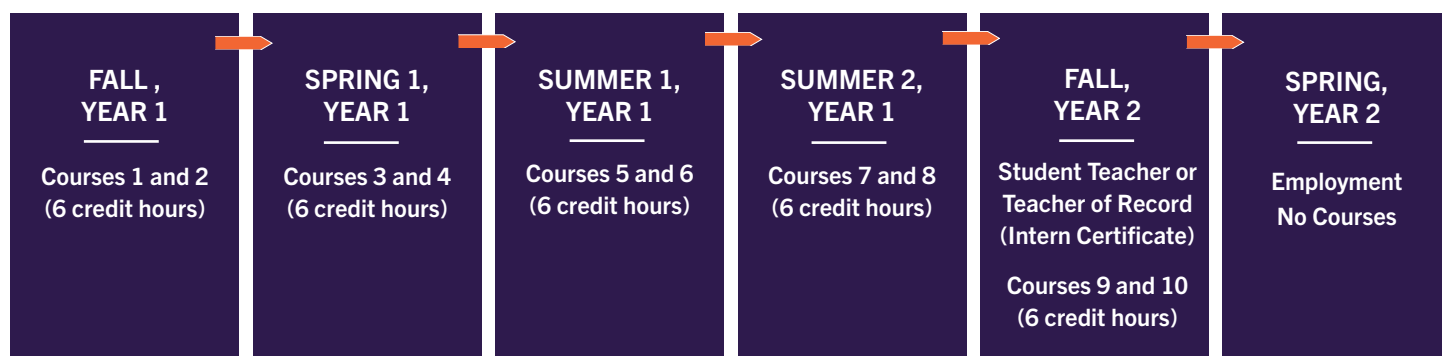 FALL ,
YEAR 1
Courses 1 and 2
(6 credit hours)
SPRING 1,
YEAR 1
Courses 3 and 4
(6 credit hours)
SUMMER 1,
YEAR 1
Courses 5 and 6
(6 credit hours)
SUMMER 2,
YEAR 1
Courses 7 and 8
(6 credit hours)
FALL,
YEAR 2
Student Teacher or
Teacher of Record
(Intern Certificate)
Courses 9 and 10
(6 credit hours)
SPRING,
YEAR 2
Employment
No Courses